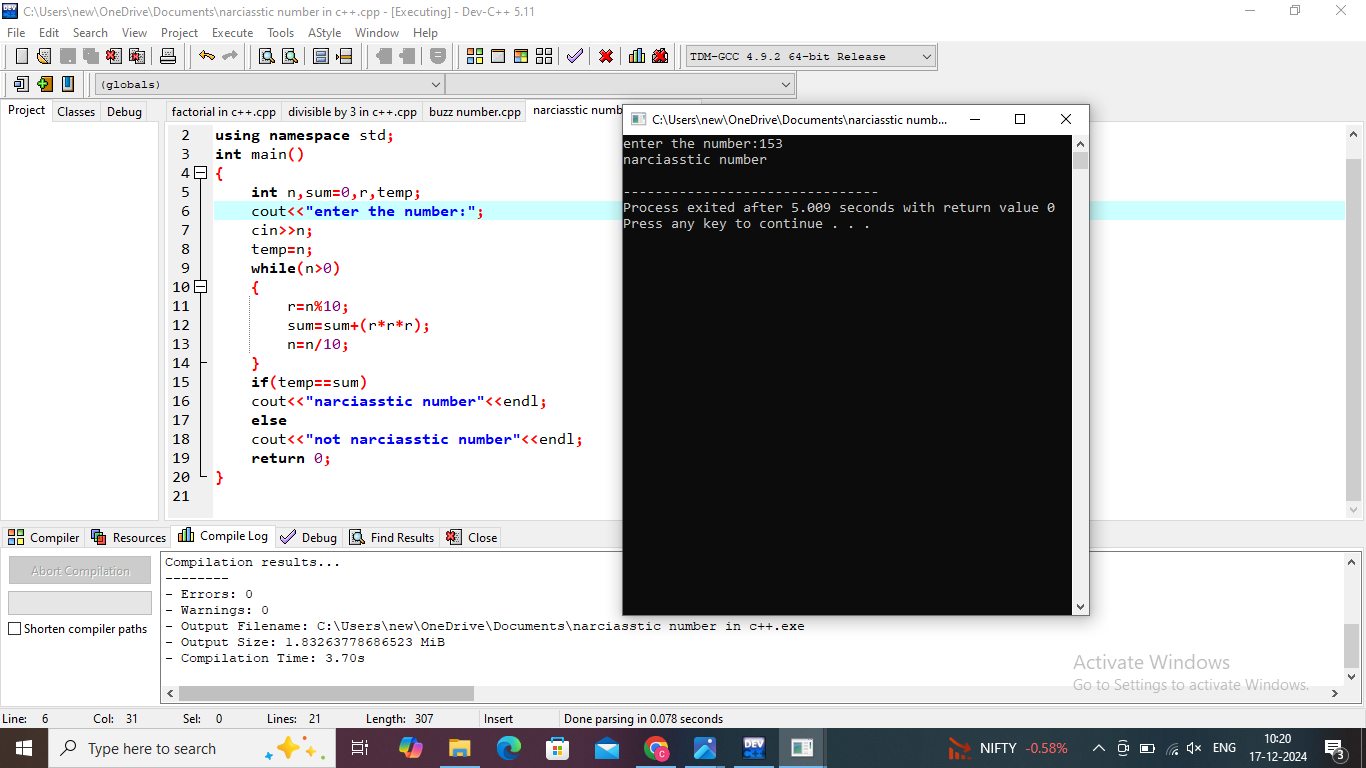 C:\Users\new\OneDrive\Documents\narciasstic number in c++.cpp - [Executing] - Dev-C++ 5.11
File Edit Search View Project Execute Tools AStyle Window Help
TDM-GCC 4.9.2 64-bit Release
(globals)
Project Classes Debug
factorial in c++.cpp divisible by 3 in c++.cpp buzz number.cpp narciasstic numb
2 using namespace std;
3 int main()
4 {
5 int n,sum=0,r,temp;
6 cout<<"enter the number:";
7 cin>>n;
8 temp=n;
9 while(n>0)
10 {
11 r=n%10;
12 sum=sum+(r*r*r);
13 n=n/10;
14 }
15 if(temp==sum)
16 cout<<"narciasstic number"<<endl;
17 else
18 cout<<"not narciasstic number"<<endl;
19 return 0;
20 }
21
C:\Users\new\OneDrive\Documents\narciasstic numb...
enter the number:153
narciasstic number
--------------------------------
Process exited after 5.009 seconds with return value 0
Press any key to continue . . .
Compiler Resources Compile Log Debug Find Results Close
Abort Compilation
Shorten compiler paths
Compilation results...
--------
- Errors: 0
- Warnings: 0
- Output Filename: C:\Users\new\OneDrive\Documents\narciasstic number in c++.exe
- Output Size: 1.83263778686523 MiB
- Compilation Time: 3.70s
Activate Windows
Go to Settings to activate Windows.
Line: 6 Col: 31 Sel: 0 Lines: 21 Length: 307 Insert Done parsing in 0.078 seconds
Type here to search
DEV
NIFTY -0.58%
ENG
10:20
17-12-2024
3